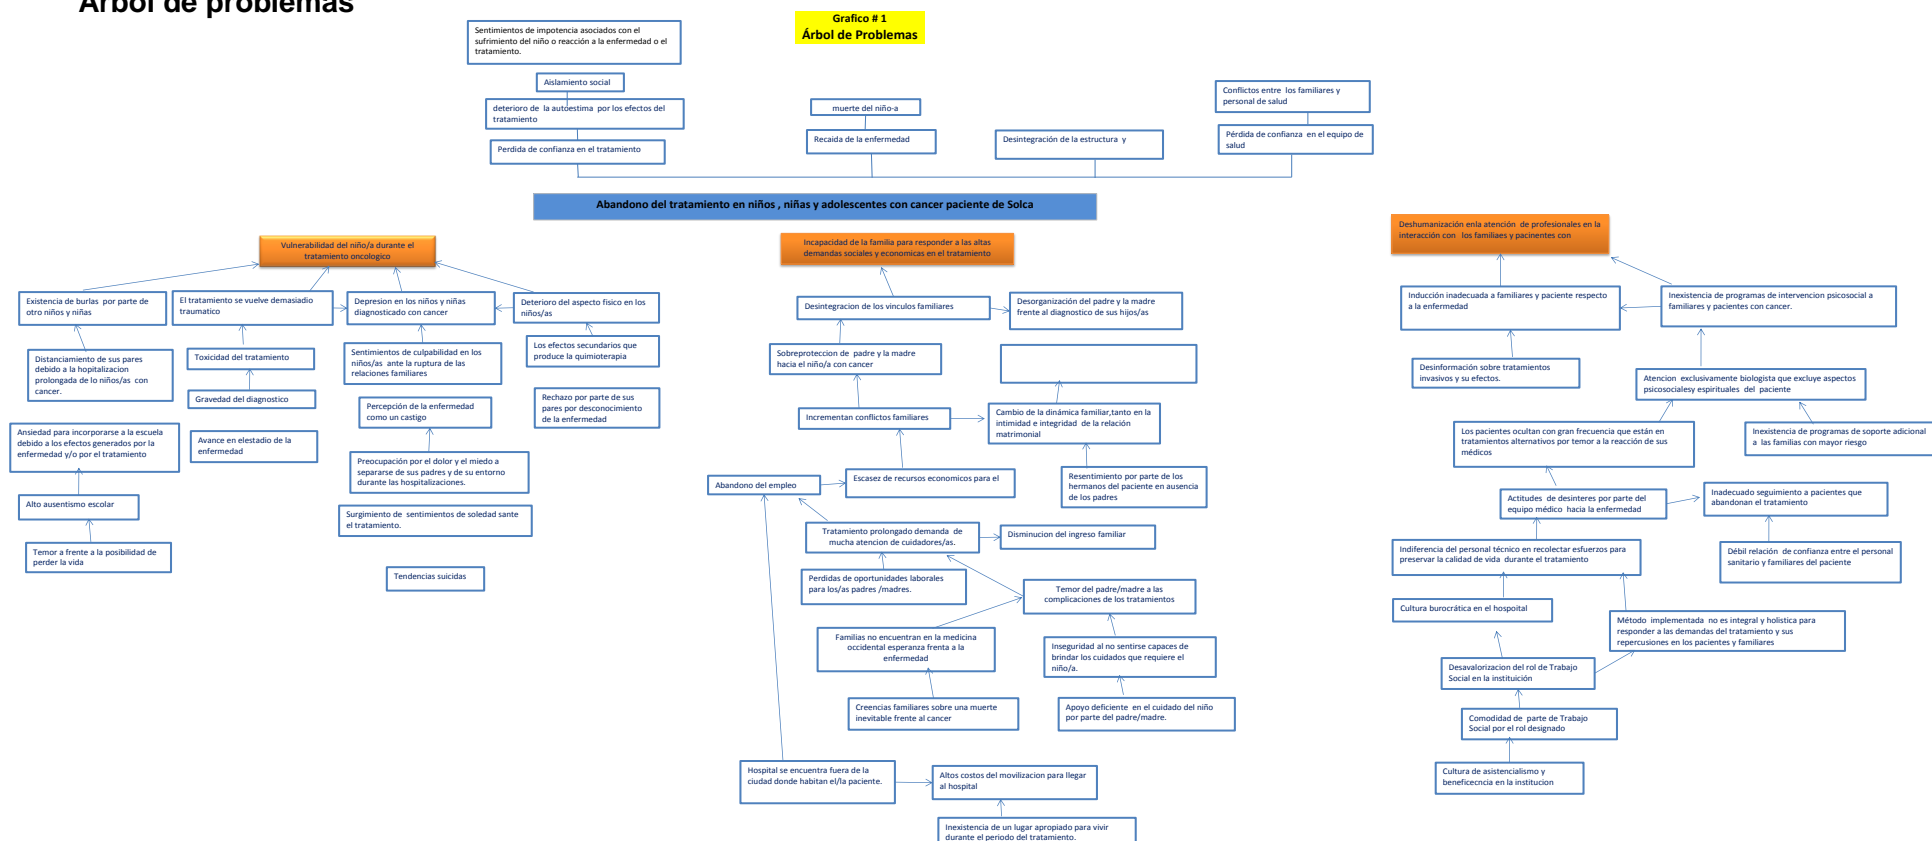 Árbol de problemas
Grafico # 1
Árbol de Problemas
Sentimientos de impotencia asociados con el
sufrimiento del niño o reacción a la enfermedad o el
tratamiento.
Aislamiento social
deterioro de la autoestima por los efectos del
tratamiento
Perdida de confianza en el tratamiento
muerte del niño-a
Recaida de la enfermedad
Desintegración de la estructura y
Conflictos entre los familiares y
personal de salud
Pérdida de confianza en el equipo de
salud
Abandono del tratamiento en niños , niñas y adolescentes con cancer paciente de Solca
Vulnerabilidad del niño/a durante el
tratamiento oncologico
Existencia de burlas por parte de
otro niños y niñas
El tratamiento se vuelve demasiadio
traumatico
Depresion en los niños y niñas
diagnosticado con cancer
Deterioro del aspecto fisico en los
niños/as
Distanciamiento de sus pares
debido a la hopitalizacion
prolongada de lo niños/as con
cancer.
Toxicidad del tratamiento
Sentimientos de culpabilidad en los
niños/as ante la ruptura de las
relaciones familiares
Los efectos secundarios que
produce la quimioterapia
Gravedad del diagnostico
Percepción de la enfermedad
como un castigo
Rechazo por parte de sus
pares por desconocimiento
de la enfermedad
Ansiedad para incorporarse a la escuela
debido a los efectos generados por la
enfermedad y/o por el tratamiento
Avance en elestadio de la
enfermedad
Preocupación por el dolor y el miedo a
separarse de sus padres y de su entorno
durante las hospitalizaciones.
Alto ausentismo escolar
Surgimiento de sentimientos de soledad sante
el tratamiento.
Temor a frente a la posibilidad de
perder la vida
Tendencias suicidas
Incapacidad de la familia para responder a las altas
demandas sociales y economicas en el tratamiento
Desintegracion de los vinculos familiares
Desorganización del padre y la madre
frente al diagnostico de sus hijos/as
Sobreproteccion de padre y la madre
hacia el niño/a con cancer
Incrementan conflictos familiares
Cambio de la dinámica familiar,tanto en la
intimidad e integridad de la relación
matrimonial
Abandono del empleo
Escasez de recursos economicos para el
Resentimiento por parte de los
hermanos del paciente en ausencia
de los padres
Tratamiento prolongado demanda de
mucha atencion de cuidadores/as.
Disminucion del ingreso familiar
Perdidas de oportunidades laborales
para los/as padres /madres.
Temor del padre/madre a las
complicaciones de los tratamientos
Familias no encuentran en la medicina
occidental esperanza frenta a la
enfermedad
Inseguridad al no sentirse capaces de
brindar los cuidados que requiere el
niño/a.
Creencias familiares sobre una muerte
inevitable frente al cancer
Apoyo deficiente en el cuidado del niño
por parte del padre/madre.
Hospital se encuentra fuera de la
ciudad donde habitan el/la paciente.
Altos costos del movilizacion para llegar
al hospital
Inexistencia de un lugar apropiado para vivir
durante el periodo del tratamiento.
Deshumanización enla atención de profesionales en la
interacción con los familiaes y pacinentes con
Inducción inadecuada a familiares y paciente respecto
a la enfermedad
Inexistencia de programas de intervencion psicosocial a
familiares y pacientes con cancer.
Desinformación sobre tratamientos
invasivos y su efectos.
Atencion exclusivamente biologista que excluye aspectos
psicosocialesy espirituales del paciente
Los pacientes ocultan con gran frecuencia que están en
tratamientos alternativos por temor a la reacción de sus
médicos
Inexistencia de programas de soporte adicional
a las familias con mayor riesgo
Actitudes de desinteres por parte del
equipo médico hacia la enfermedad
Inadecuado seguimiento a pacientes que
abandonan el tratamiento
Indiferencia del personal técnico en recolectar esfuerzos para
preservar la calidad de vida durante el tratamiento
Débil relación de confianza entre el personal
sanitario y familiares del paciente
Cultura burocrática en el hospoital
Método implementada no es integral y holistica para
responder a las demandas del tratamiento y sus
repercusiones en los pacientes y familiares
Desavalorizacion del rol de Trabajo
Social en la instituición
Comodidad de parte de Trabajo
Social por el rol designado
Cultura de asistencialismo y
beneficecncia en la institucion